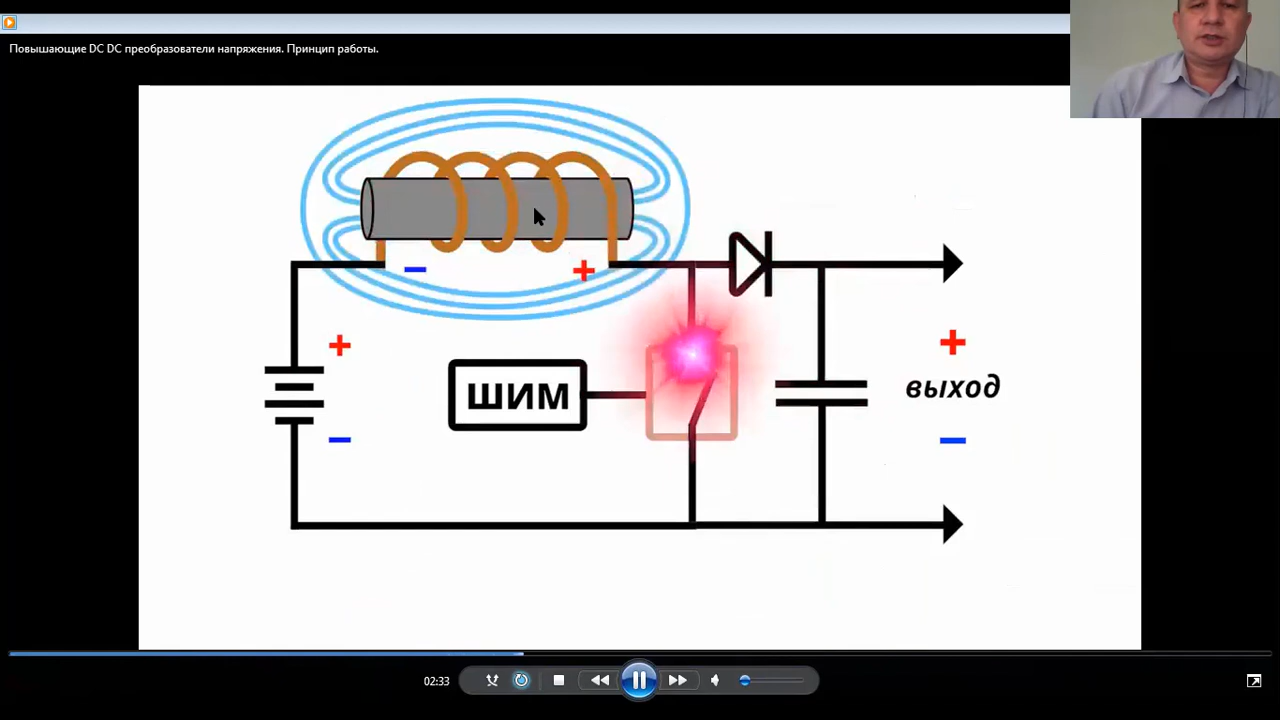 Повышающие DC DC преобразователи напряжения. Принцип работы.
− +
+
+
ШИМ
выход
−
−
02:33